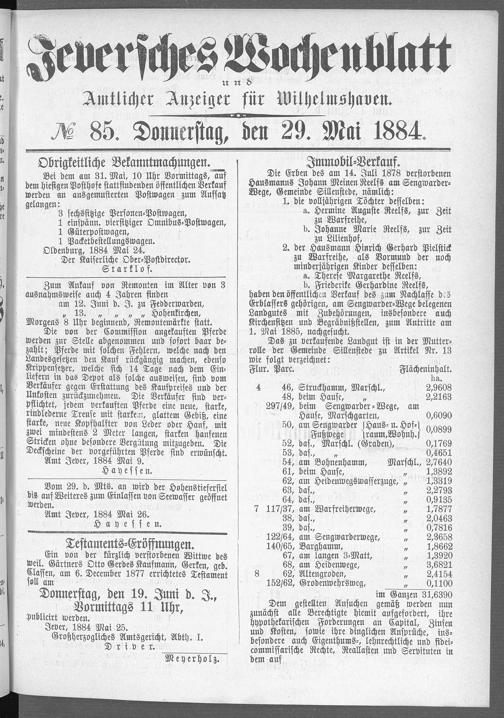 Jeversches Wochenblatt
und
Amtlicher Anzeiger für Wilhelmshaven.
№ 85. Donnerstag, den 29. Mai 1884.
Obrigkeitliche Bekanntmachungen.
Bei dem am 31. Mai, 10 Uhr Vormittags, auf
dem hiesigen Posthofe stattfindenden öffentlichen Verkauf
werden an ausgemusterten Postwagen zum Aufsatz
gelangen:
3 sechssitzige Personen-Postwagen,
1 einspänn. viersitziger Omnibus-Postwagen,
1 Güterpostwagen,
1 Packetbestellungswagen.
Oldenburg, 1884 Mai 24.
Der Kaiserliche Ober-Postdirector.
Starklof.
Zum Ankauf von Remonten im Alter von 3
ausnahmsweise auch 4 Jahren finden
am 12. Juni d. J. zu Fedderwarden,
„ 13. „ „ „ „ Hohenkirchen,
Morgens 8 Uhr beginnend, Remontemärkte statt.
Die von der Commission angekauften Pferde
werden zur Stelle abgenommen und sofort baar be-
zahlt; Pferde mit solchen Fehlern, welche nach den
Landesgesetzen den Kauf rückgängig machen, ebenso
Krippensetzer, welche sich 14 Tage nach dem Ein-
liefern in das Depot als solche ausweisen, sind vom
Verkäufer gegen Erstattung des Kaufpreises und der
Unkosten zurückzunehmen. Die Verkäufer sind ver-
pflichtet, jedem verkauften Pferde eine neue, starke,
rindlederne Trense mit starkem, glattem Gebiß, eine
starke, neue Kopfhalfter von Leder oder Hanf, mit
zwei mindestens 2 Meter langen, starken hanfenen
Stricken ohne besondere Vergütung mitzugeben. Die
Deckscheine der vorgeführten Pferde sind erwünscht.
Amt Jever, 1884 Mai 9.
Hayessen.
Vom 29. d. Mts. an wird der Hohenstiefersiel
bis auf Weiteres zum Einlassen von Seewasser geöffnet
werden.
Amt Jever, 1884 Mai 26.
Hayessen.
Testaments-Eröffnungen.
Ein von der kürzlich verstorbenen Wittwe des
weil. Gärtners Otto Gerdes Kaufmann, Gerken, geb.
Classen, am 6. December 1877 errichtetes Testament
soll am
Donnerstag, den 19. Juni d. J.,
Vormittags 11 Uhr,
publicirt werden.
Jever, 1884 Mai 25.
Großherzogliches Amtsgericht, Abth. I.
Driver.
Meyerholz.
Immobil-Verkauf.
Die Erben des am 14. Juli 1878 verstorbenen
Hausmanns Johann Meinen Reelfs, am Sengwarder-
Wege, Gemeinde Sillenstede, nämlich:
1. die volljährigen Töchter desselben:
a. Hermine Auguste Reelfs, zur Zeit
zu Warfreihe,
b. Johanne Marie Reelfs, zur Zeit
zu Lilienhof,
2. der Hausmann Hinrich Gerhard Pielstick
zu Warfreihe, als Vormund der noch
minderjährigen Kinder desselben:
a. Therese Margarethe Reelfs,
b. Friederike Gerhardine Reelfs,
haben den öffentlichen Verkauf des zum Nachlasse des
Erblassers gehörigen, am Sengwarder-Wege belegenen
Landgutes mit Zubehörungen, insbesondere auch
Kirchensitzen und Begräbnißstellen, zum Antritte am
1. Mai 1885, nachgesucht.
Das zu verkaufende Landgut ist in der Mutter-
rolle der Gemeinde Sillenstede zu Artikel Nr. 13
wie folgt verzeichnet:
Flur. Parc. Flächeninhalt.
ha.
4 46, Struckhamm, Marschl., 2,9608
48, beim Hause, „ 2,2163
297/49, beim Sengwarder-Wege, am
Hamhaus, Marschl., 0,6090
50, am Sengwarder (Haus- u. Hof-)
Fußwege (raum, Wohnh.) 0,0899
52, das., Marschl. (Graben), 0,1769
53, das., „ 0,4651
54, am Bohnenhamm, Marschl., 2,7640
61, beim Hause, „ 1,3892
62, am Heidenwegswasserzuge, „ 1,3319
63, das., „ 2,2793
64, das., „ 0,9135
7 117/37, am Warfreiherwege, „ 1,7877
38, das., „ 2,0463
39, das., „ 0,7816
122/64, am Sengwarderwege, „ 2,3658
140/65, Barghamm, „ 1,8662
67, am langen 3-Matt, „ 1,3920
68, am Heidenwege, „ 3,6821
8 62, Altengroden, „ 2,4154
152/62, Grodenwehrsweg, „ 0,1100
im Ganzen 31,6390
Dem gestellten Ansuchen gemäß werden nun
zunächst alle Berechtigte hiemit aufgefordert, ihre
hypothekarischen Forderungen an Capital, Zinsen
und Kosten, sowie ihre dinglichen Ansprüche, ins-
besondere auch Eigenthums-, lehnrechtliche und fidei-
commissarische Rechte, Reallasten und Servituten in
dem auf